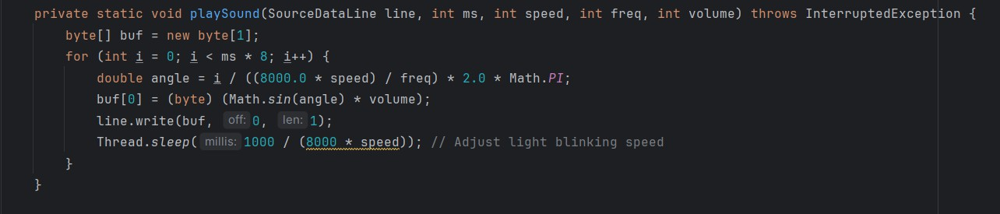 private static void playSound(SourceDataLine line, int ms, int speed, int freq, int volume) throws InterruptedException {
byte[] buf = new byte[1];
for (int i = 0; i < ms * 8; i++) {
double angle = i / ((8000.0 * speed) / freq) * 2.0 * Math.PI;
buf[0] = (byte) (Math.sin(angle) * volume);
line.write(buf, off: 0, len: 1);
Thread.sleep( millis: 1000 / (8000 * speed)); // Adjust light blinking speed
}
}